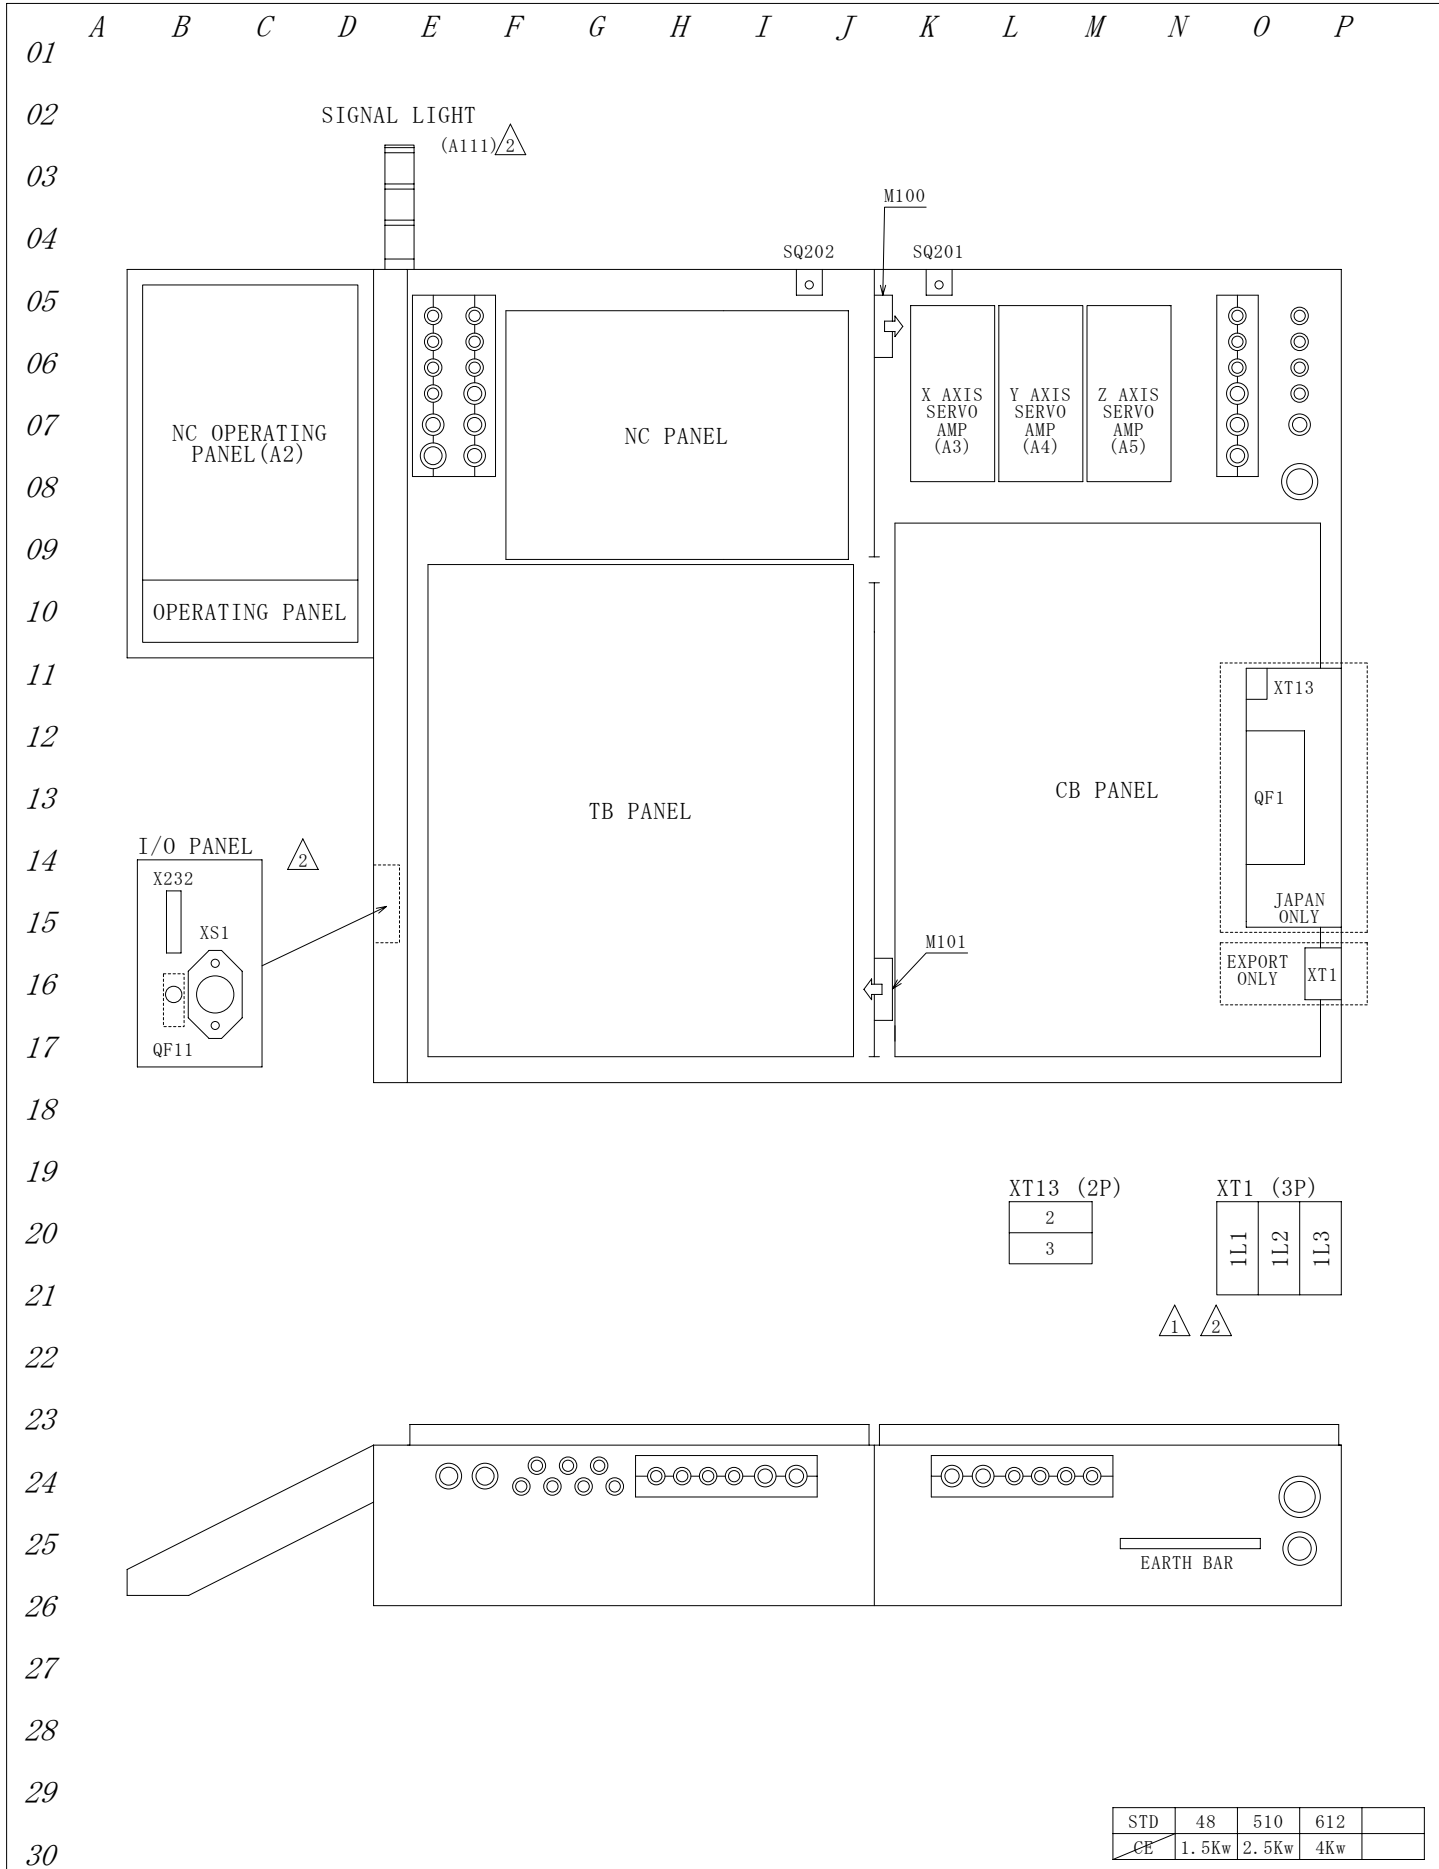 A B C D E F G H I J K L M N O P
01
02
SIGNAL LIGHT
(A111) 2
03
M100
04
SQ202
SQ201
05
06
X AXIS
SERVO
AMP
(A3)
Y AXIS
SERVO
AMP
(A4)
Z AXIS
SERVO
AMP
(A5)
07
NC OPERATING
PANEL(A2)
NC PANEL
08
09
10
OPERATING PANEL
11
XT13
12
13
TB PANEL
CB PANEL
QF1
14
I/O PANEL
2
X232
15
XS1
JAPAN
ONLY
M101
16
EXPORT
ONLY
XT1
17
QF11
18
19
XT13 (2P)
XT1 (3P)
20
2
3
1L1
1L2
1L3
21
1 2
22
23
24
25
EARTH BAR
26
27
28
29
STD 48 510 612
CE 1.5Kw 2.5Kw 4Kw
30